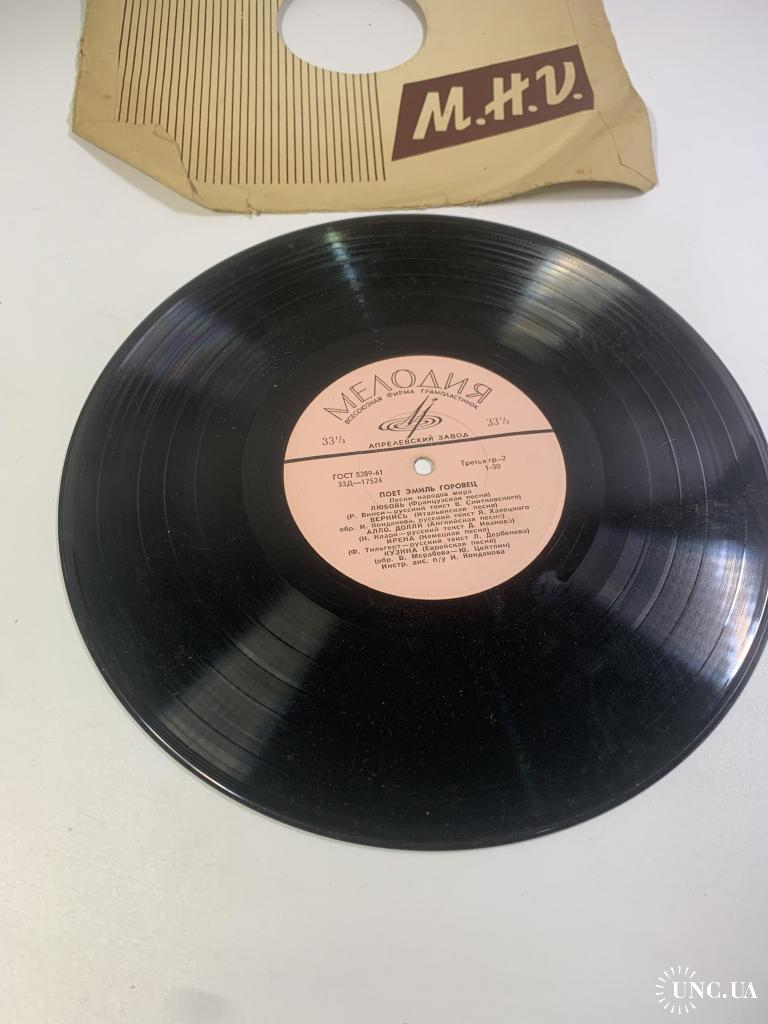 M.H.V.
МЕЛОДИЯ
ВСЕСОЮЗНАЯ ФИРМА ГРАМПЛАСТИНОК
33⅓ 33⅓
АПРЕЛЕВСКИЙ ЗАВОД
ГОСТ 5289-61 Третья гр.-2
33Д—17524 1-30
ПОЕТ ЭМИЛЬ ГОРОВЕЦ
Песни народов мира
ЛЮБОВЬ (Французская песня)
(Р. Винси—русский текст В. Спитковского)
ВЕРНИСЬ (Итальянская песня)
обр. И. Кондакова, русский текст Я. Халецкого
АЛЛО, ДОЛЛИ (Английская песня)
(Н. Кларк—русский текст Д. Иванова)
КРЕНА (Немецкая песня)
(Ф. Тильгерт—русский текст Л. Дербенева)
КУЗИНА (Еврейская песня)
(обр. В. Мерабова—Ю. Цейтлин)
Инстр. анс. п/у И. Кондакова
UNC.UA